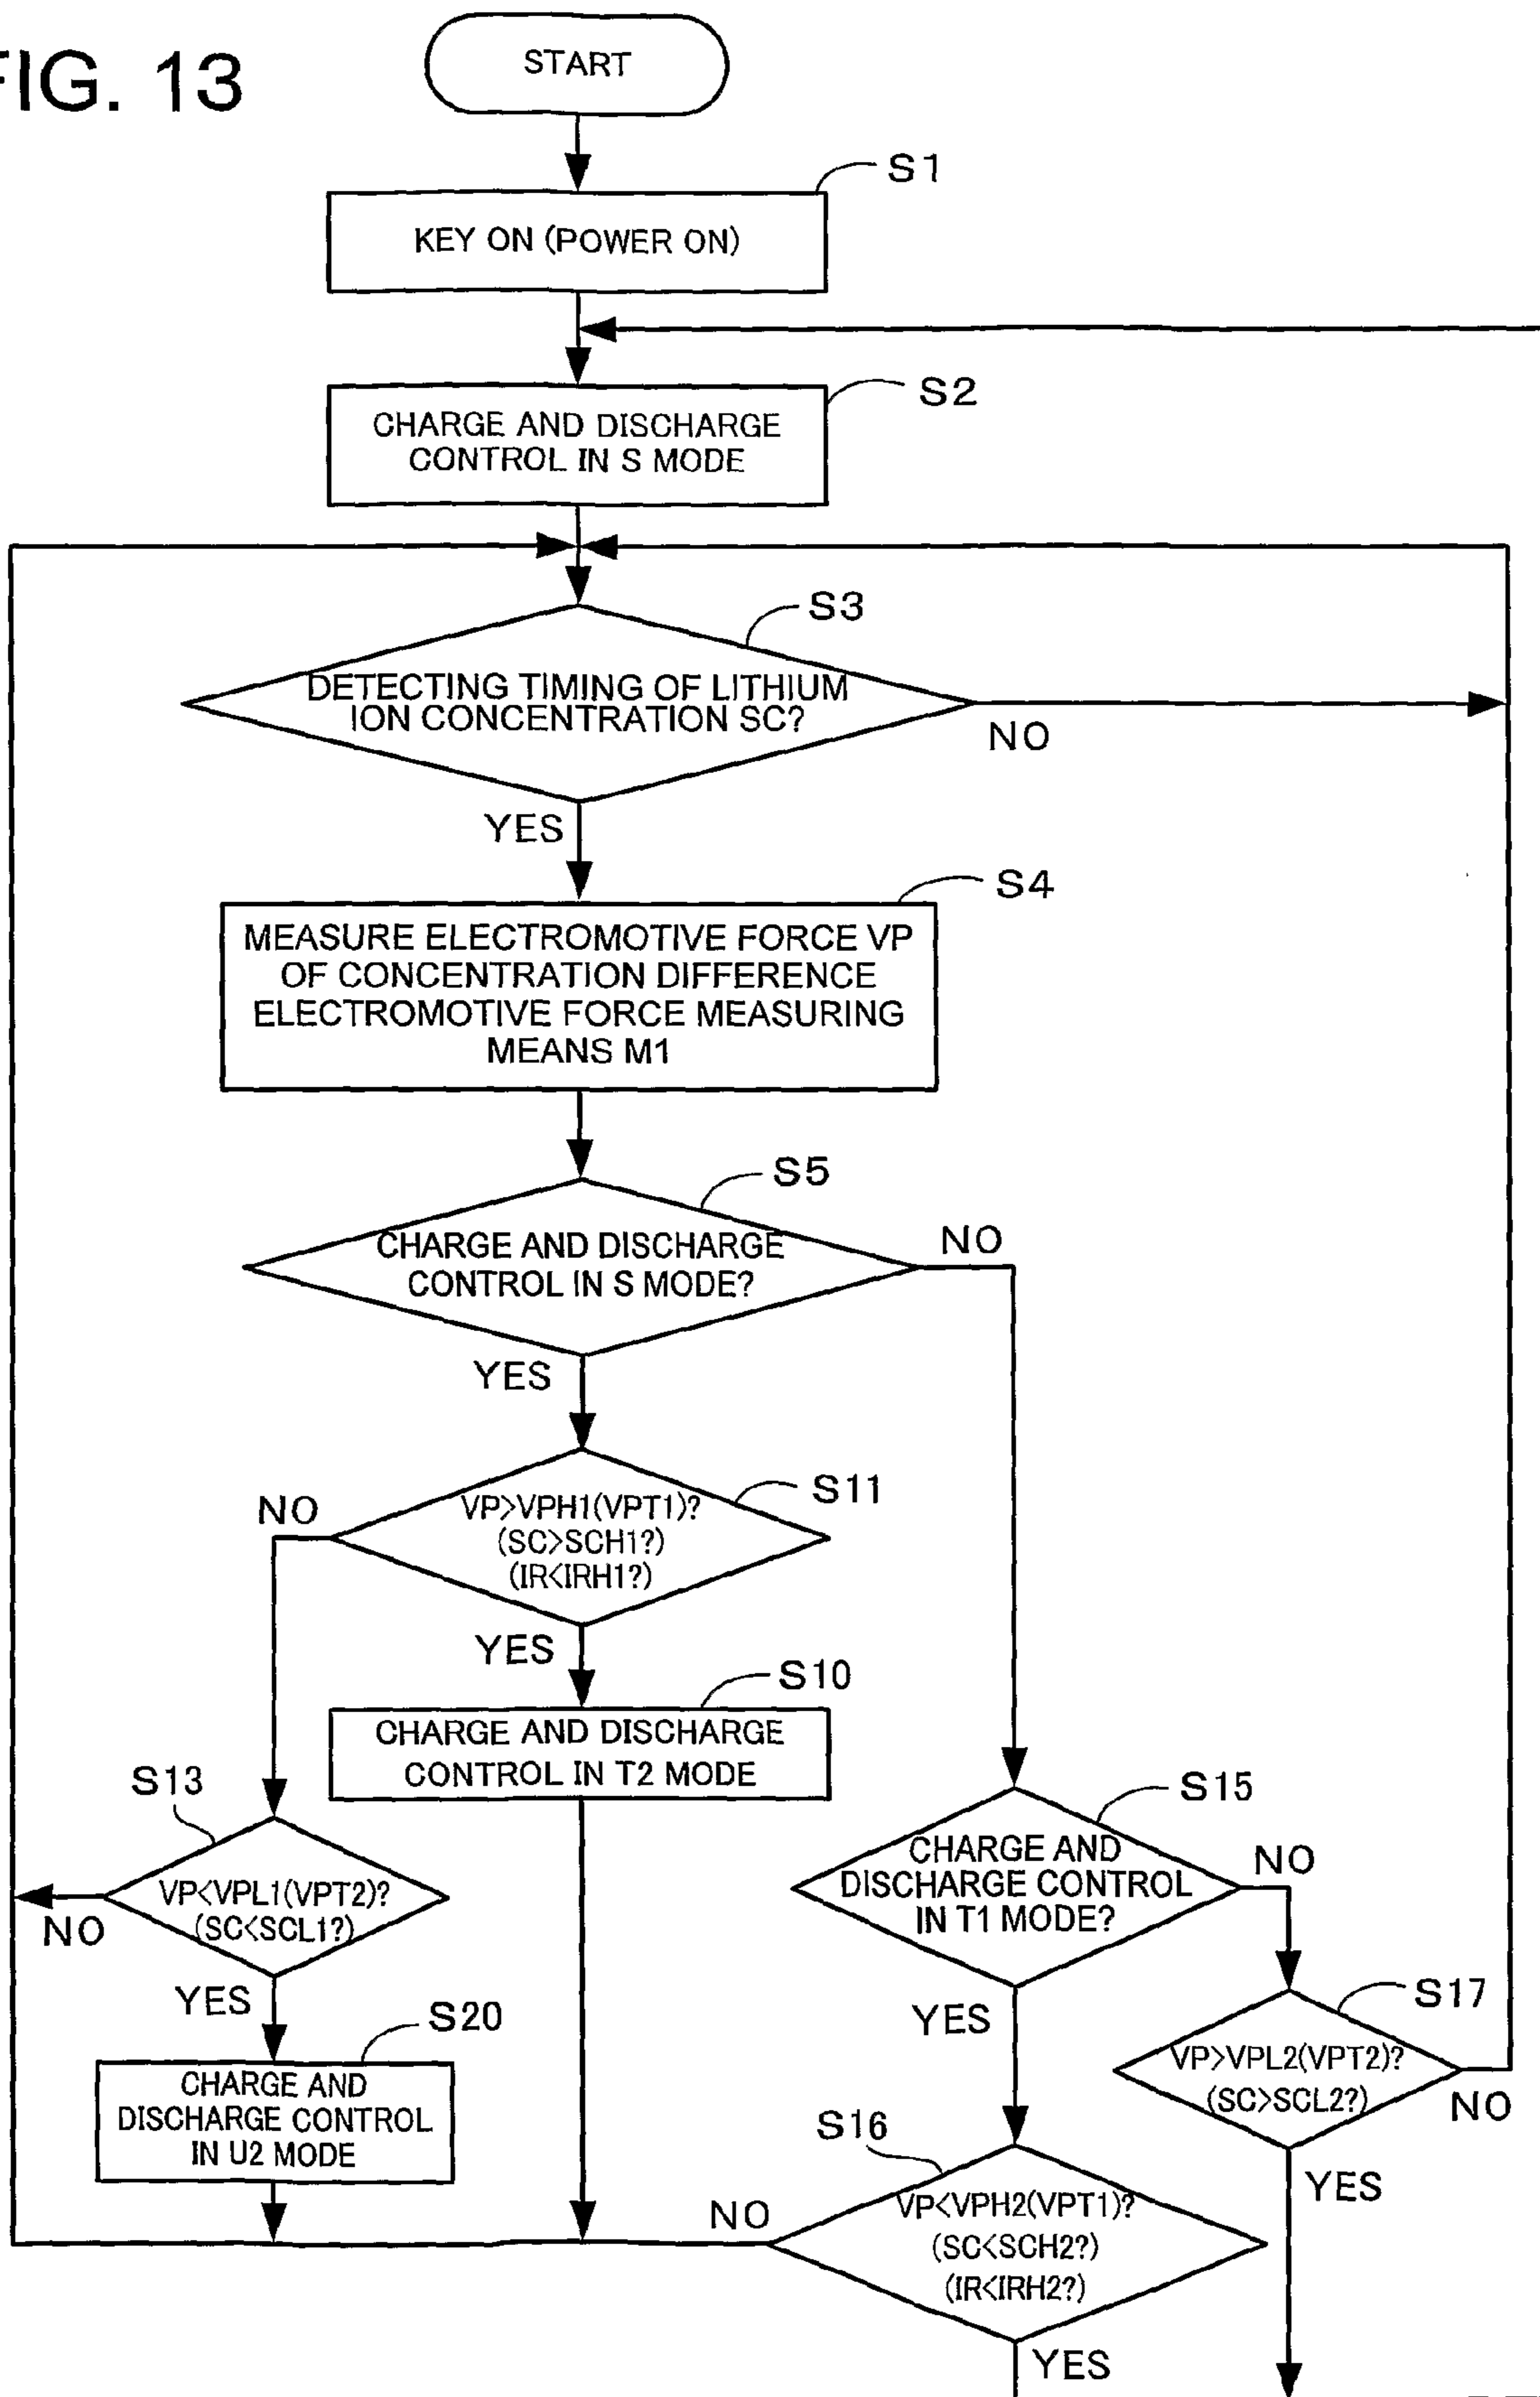 FIG. 13
START
S1
KEY ON (POWER ON)
S2
CHARGE AND DISCHARGE
CONTROL IN S MODE
S3
DETECTING TIMING OF LITHIUM
ION CONCENTRATION SC?
NO
YES
S4
MEASURE ELECTROMOTIVE FORCE VP
OF CONCENTRATION DIFFERENCE
ELECTROMOTIVE FORCE MEASURING
MEANS M1
S5
CHARGE AND DISCHARGE
CONTROL IN S MODE?
NO
YES
S11
VP>VPH1(VPT1)?
(SC>SCH1?)
(IR<IRH1?)
NO
YES
S10
CHARGE AND DISCHARGE
CONTROL IN T2 MODE
S13
VP<VPL1(VPT2)?
(SC<SCL1?)
NO
YES
S20
CHARGE AND
DISCHARGE CONTROL
IN U2 MODE
S15
CHARGE AND
DISCHARGE CONTROL
IN T1 MODE?
NO
YES
S17
VP>VPL2(VPT2)?
(SC>SCL2?)
NO
YES
S16
VP<VPH2(VPT1)?
(SC<SCH2?)
(IR<IRH2?)
NO
YES